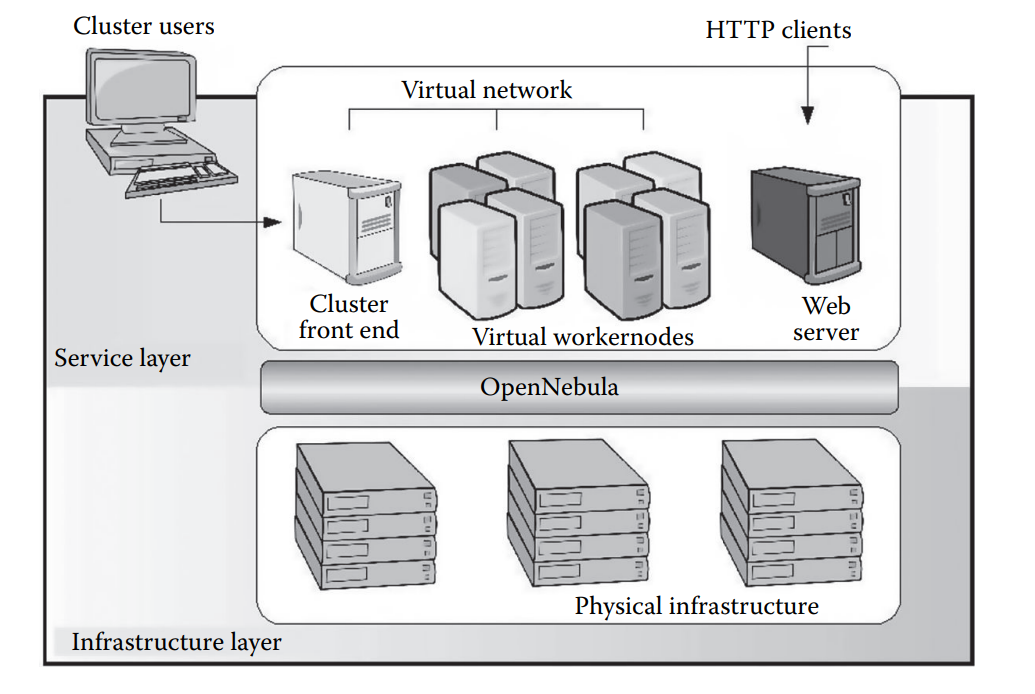 Cluster users
HTTP clients
Virtual network
Cluster
front end
Virtual workernodes
Web
server
Service layer
OpenNebula
Physical infrastructure
Infrastructure layer